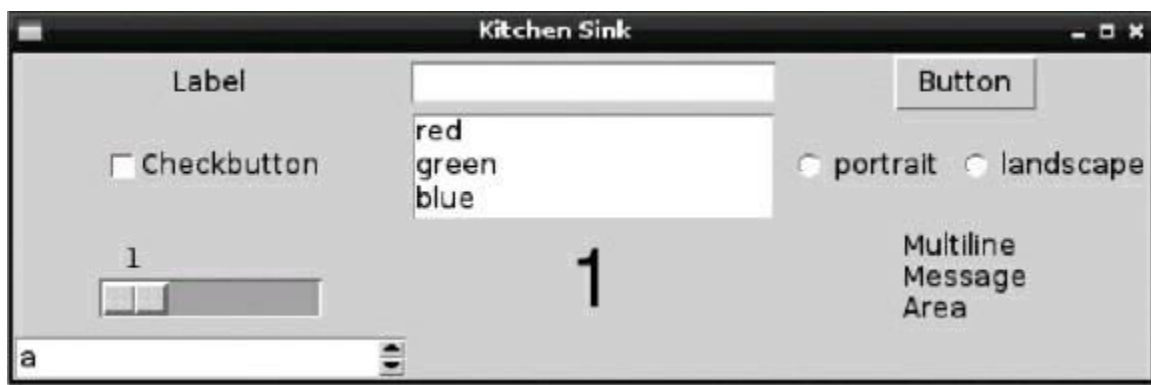 Kitchen Sink
Label
Button
Checkbutton
red
green
blue
portrait
landscape
1
1
Multiline
Message
Area
a